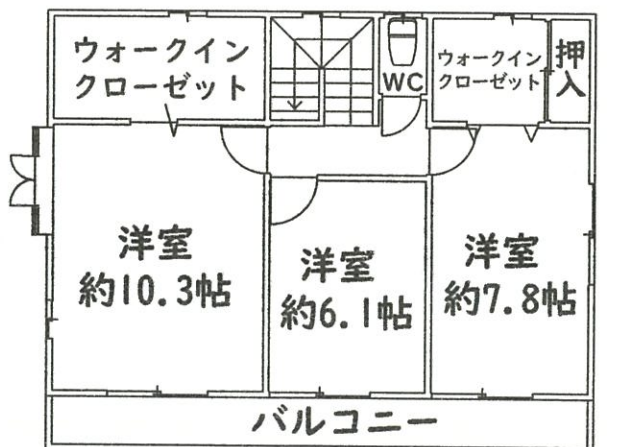 ウォークイン
クローゼット
WC
ウォークイン
クローゼット
押入
洋室
約10.3帖
洋室
約6.1帖
洋室
約7.8帖
バルコニー